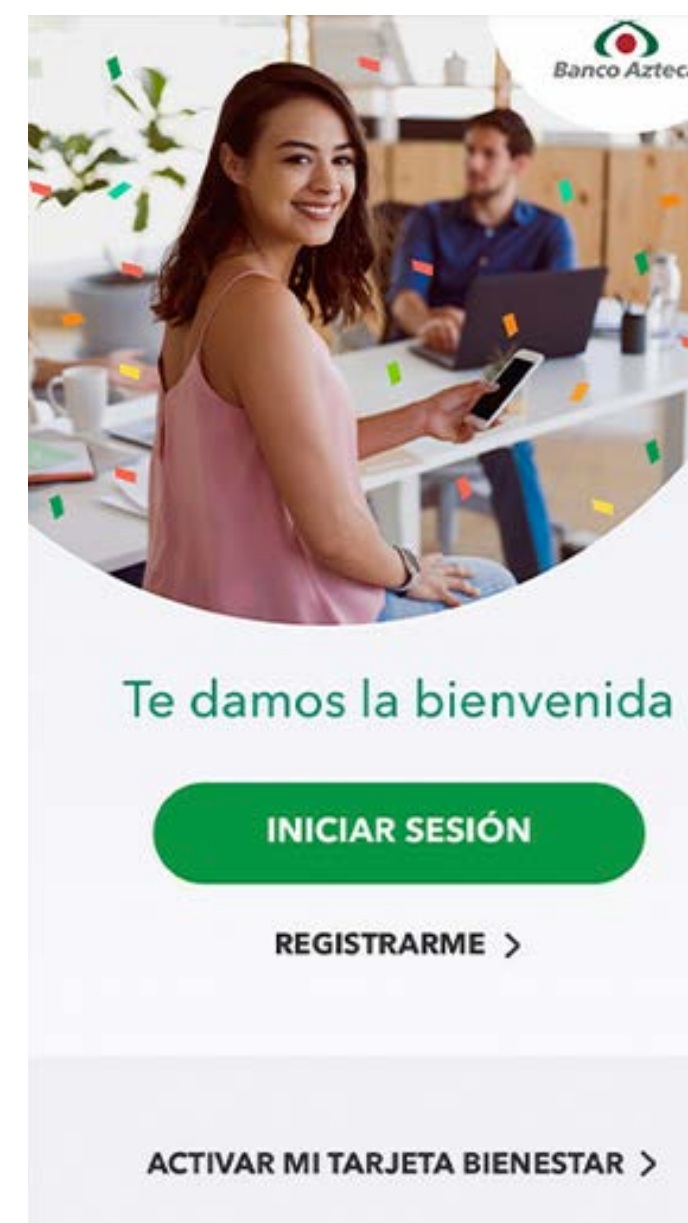 Banco Azteca
Te damos la bienvenida
INICIAR SESIÓN
REGISTRARME >
ACTIVAR MI TARJETA BIENESTAR >